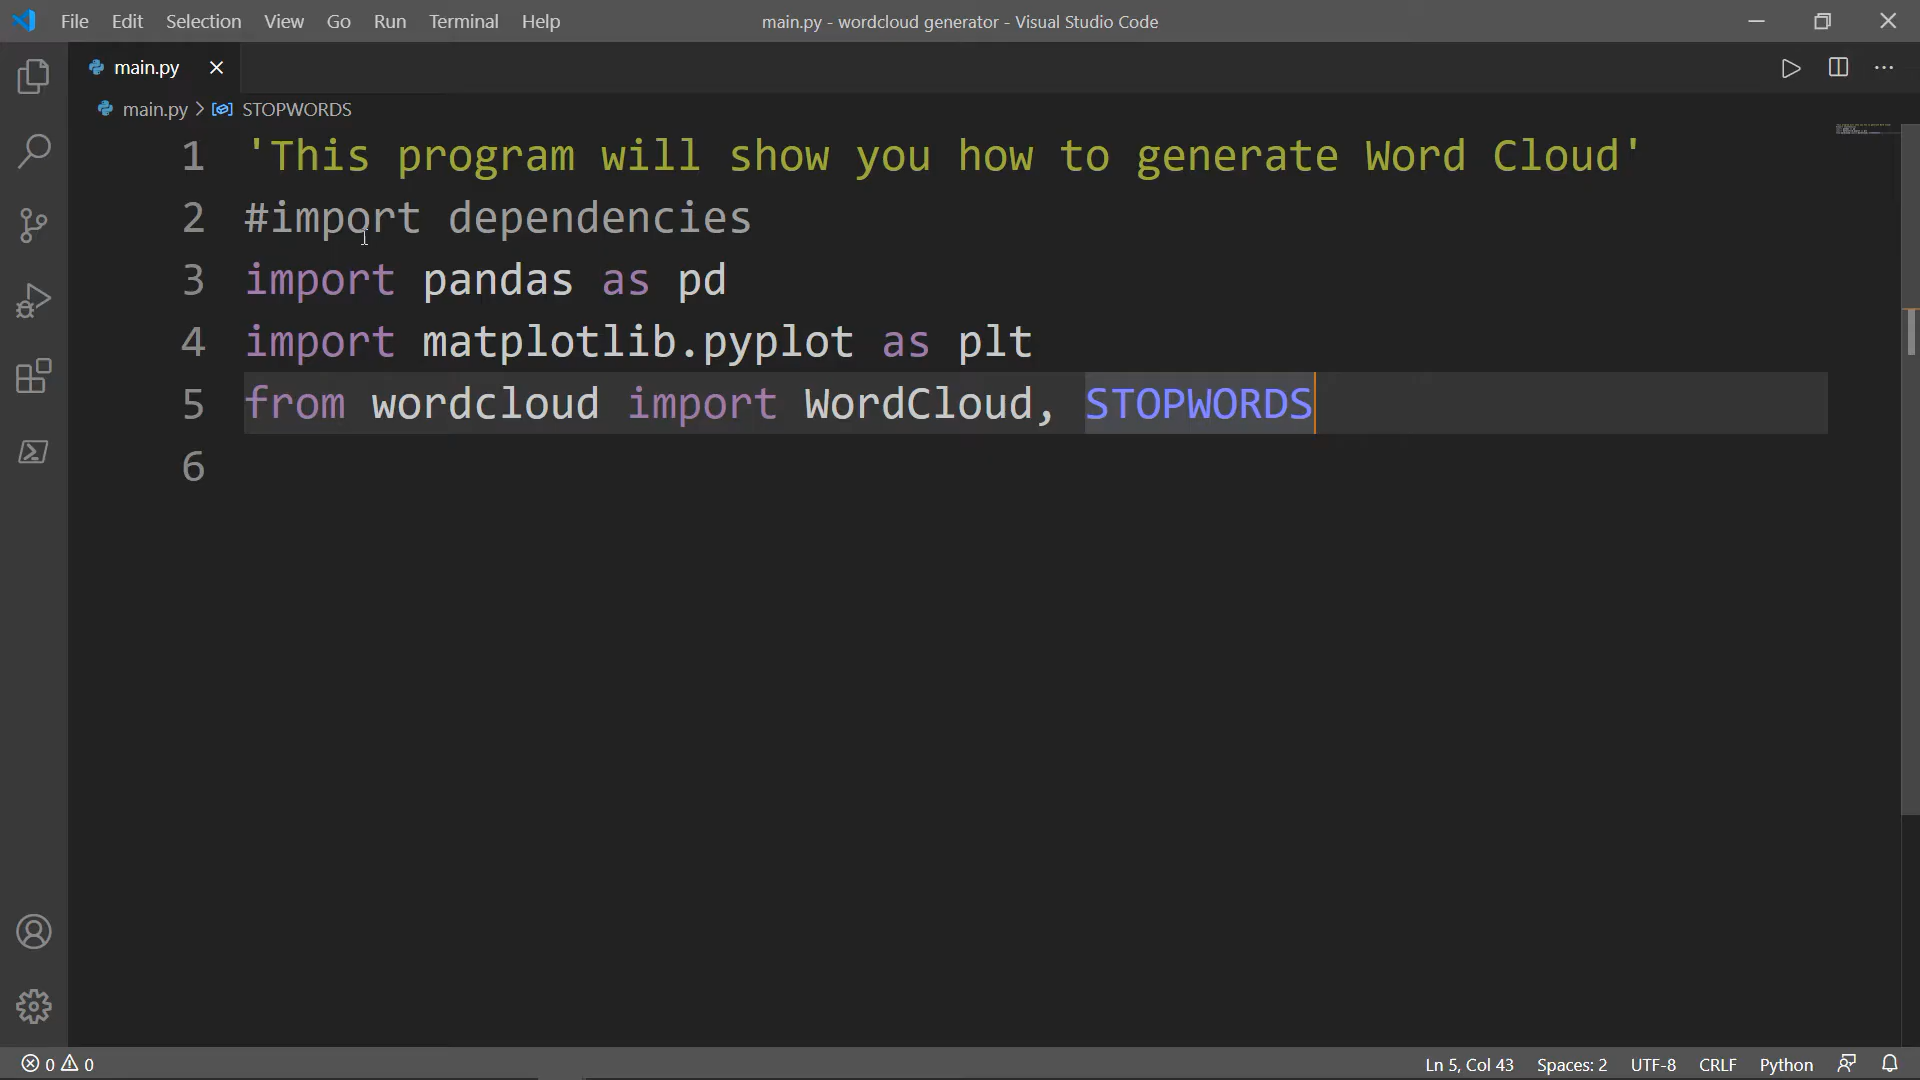 File Edit Selection View Go Run Terminal Help main.py - wordcloud generator - Visual Studio Code
main.py
main.py > STOPWORDS
1 'This program will show you how to generate Word Cloud'
2 #import dependencies
3 import pandas as pd
4 import matplotlib.pyplot as plt
5 from wordcloud import WordCloud, STOPWORDS
6
0 0 Ln 5, Col 43 Spaces: 2 UTF-8 CRLF Python